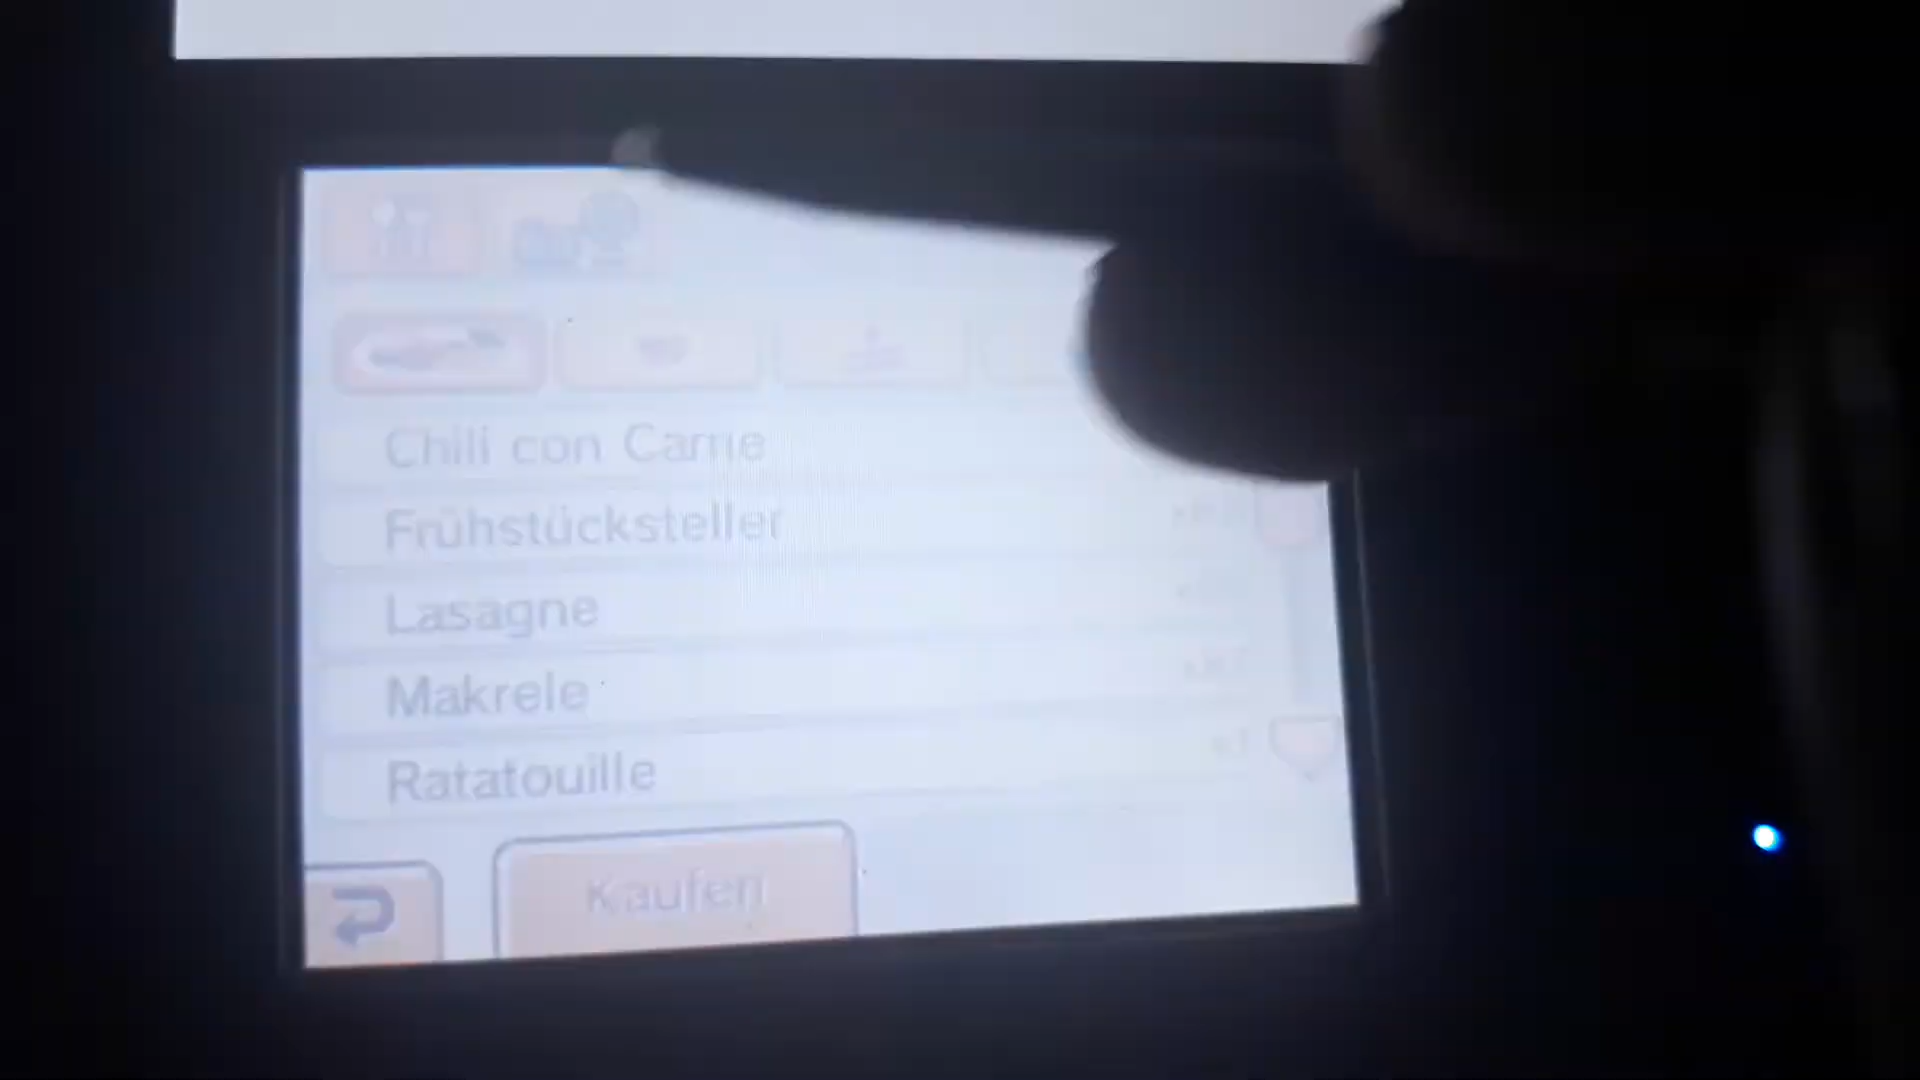 Chili con Carne
Frühstücksteller
Lasagne
Makrele
Ratatouille
Kaufen